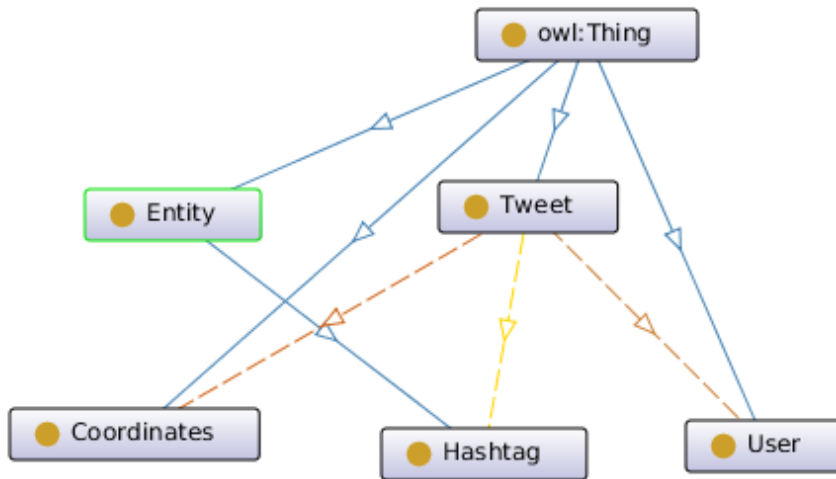 owl:Thing
Entity
Tweet
Coordinates
Hashtag
User